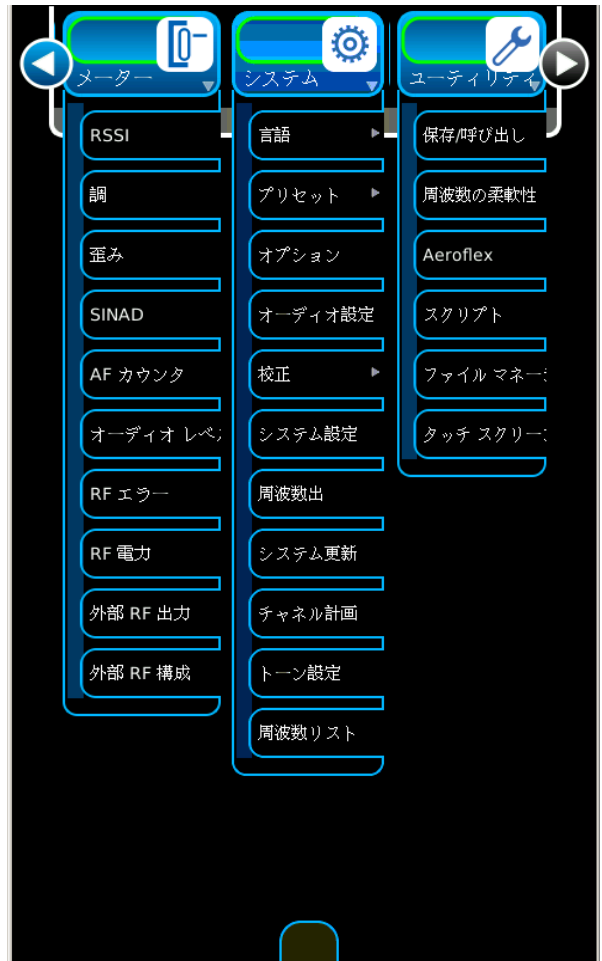 メーター
RSSI
調
歪み
SINAD
AF カウンタ
オーディオ レベ
RF エラー
RF 電力
外部 RF 出力
外部 RF 構成
システム
言語
プリセット
オプション
オーディオ設定
校正
システム設定
周波数出
システム更新
チャネル計画
トーン設定
周波数リスト
ユーティリティ
保存/呼び出し
周波数の柔軟性
Aeroflex
スクリプト
ファイル マネー
タッチ スクリー